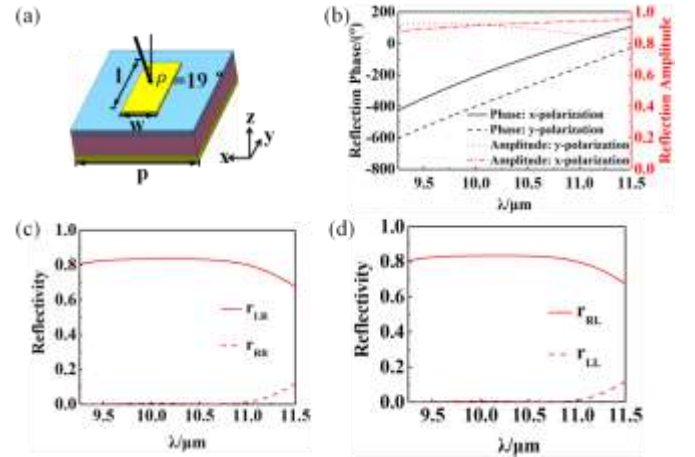 (a)
l
ρ=19°
w
p
z
y
x
(b)
Reflection Phase/(°)
200
0
-200
-400
-600
-800
Phase: x-polarization
Phase: y-polarization
Amplitude: y-polarization
Amplitude: x-polarization
1.0
0.8
0.6
0.4
0.2
0.0
Reflection Amplitude
9.5 10.0 10.5 11.0 11.5
λ/μm
(c)
Reflectivity
1.0
0.8
0.6
0.4
0.2
0.0
rLR
rRR
9.5 10.0 10.5 11.0 11.5
λ/μm
(d)
Reflectivity
1.0
0.8
0.6
0.4
0.2
0.0
rRL
rLL
9.5 10.0 10.5 11.0 11.5
λ/μm